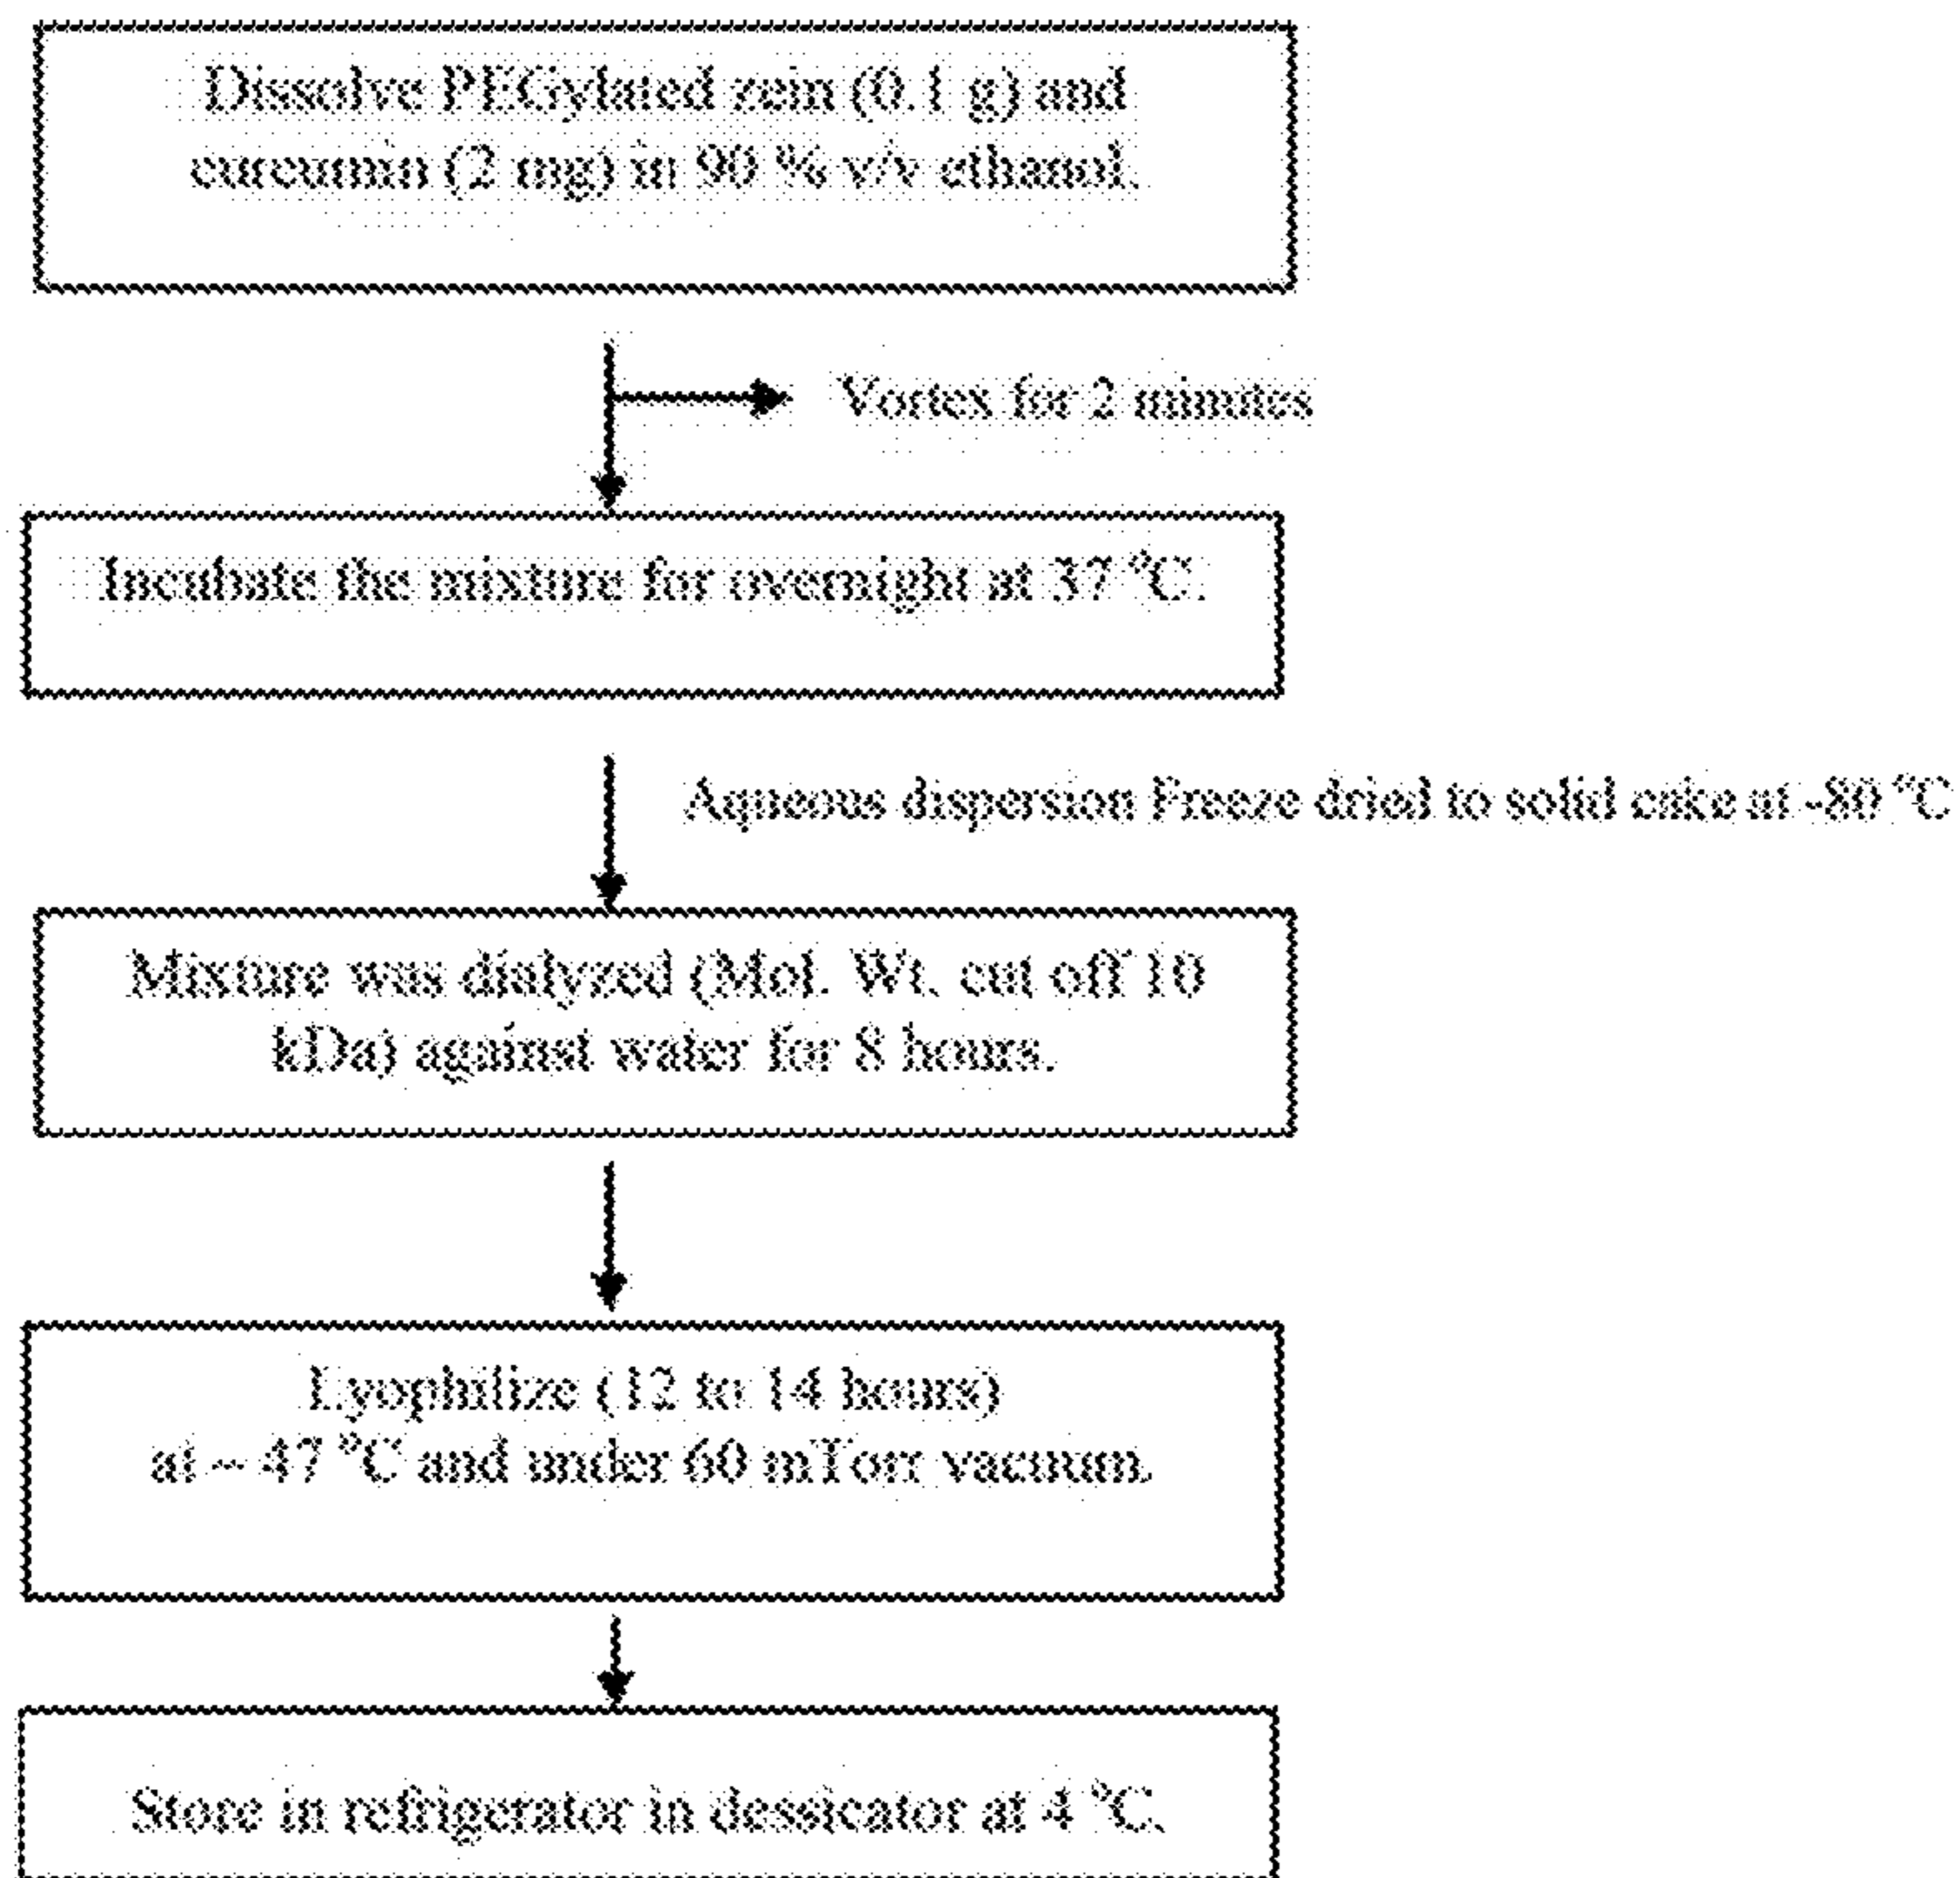 Dissolve PEGylated zein (0.1 g) and
curcumin (2 mg) in 90 % v/v ethanol.
Vortex for 2 minutes
Incubate the mixture for overnight at 37 °C.
Aqueous dispersion Freeze dried to solid cake at -80 °C
Mixture was dialyzed (Mol. Wt. cut off 10
kDa) against water for 8 hours.
Lyophilize (12 to 14 hours)
at – 47 °C and under 60 mTorr vacuum.
Store in refrigerator in dessicator at 4 °C.